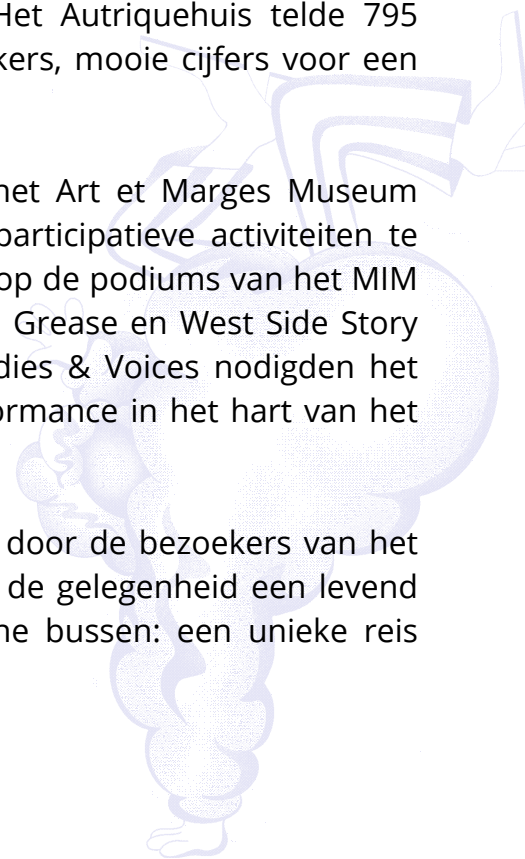 Het Autriquehuis telde 795
kers, mooie cijfers voor een
het Art et Marges Museum
participatieve activiteiten te
op de podiums van het MIM
Grease en West Side Story
dies & Voices nodigden het
ormance in het hart van het
door de bezoekers van het
de gelegenheid een levend
ne bussen: een unieke reis